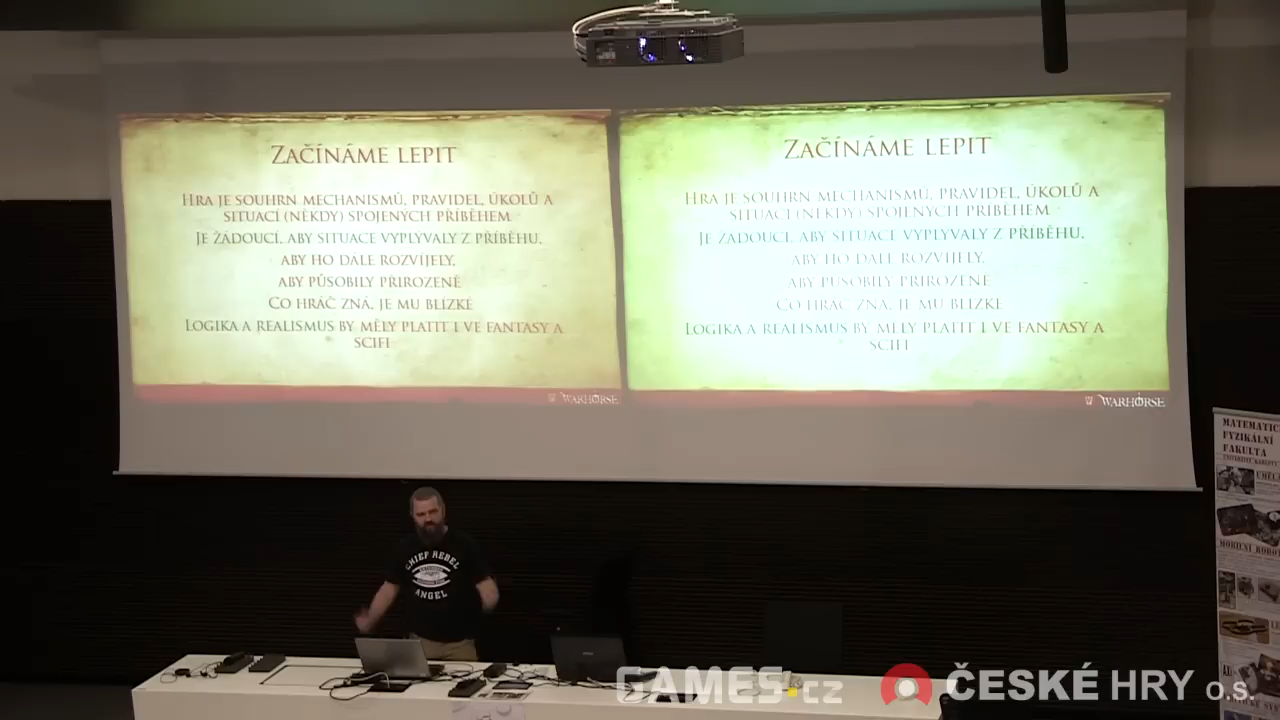 Začínáme lepit
Hra je souhrn mechanismů, pravidel, úkolů a
situací (někdy) spojených příběhem
Je žádoucí, aby situace vyplývaly z příběhu,
aby ho dále rozvíjely,
aby působily přirozeně
Co hráč zná, je mu blízké
Logika a realismus by měly platit i ve fantasy a
scifi
WARHORSE
Začínáme lepit
Hra je souhrn mechanismů, pravidel, úkolů a
situací (někdy) spojených příběhem
Je žádoucí, aby situace vyplývaly z příběhu,
aby ho dále rozvíjely,
aby působily přirozeně
Co hráč zná, je mu blízké
Logika a realismus by měly platit i ve fantasy a
scifi
WARHORSE
MATEMATIC
FYZIKÁLNÍ
FAKULTA
CHIEF REBEL
ANGEL
GAMES.cz
ČESKÉ HRY o.s.